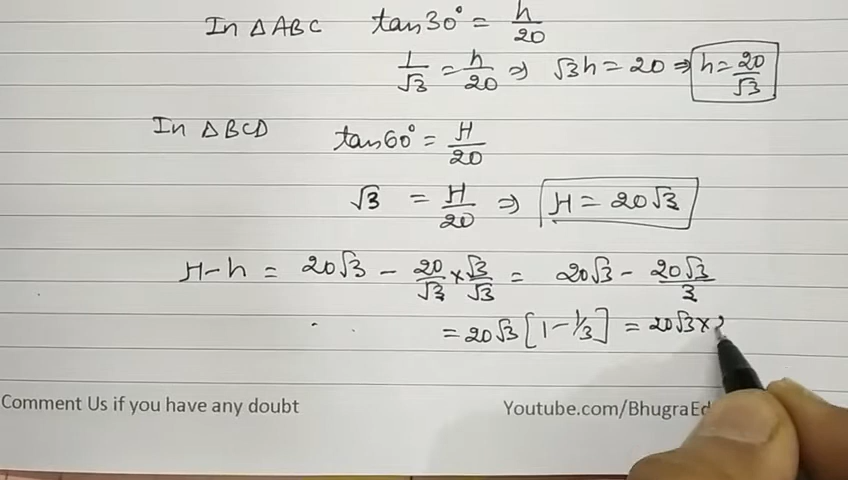 In △ABC tan30° = h/20
1/√3 = h/20 ⇒ √3h = 20 ⇒ h = 20/√3
In △BCD tan60° = H/20
√3 = H/20 ⇒ H = 20√3
H-h = 20√3 - 20/√3 × √3/√3 = 20√3 - 20√3/3
= 20√3 [1 - 1/3] = 20√3 ×
Comment Us if you have any doubt Youtube.com/BhugraEd